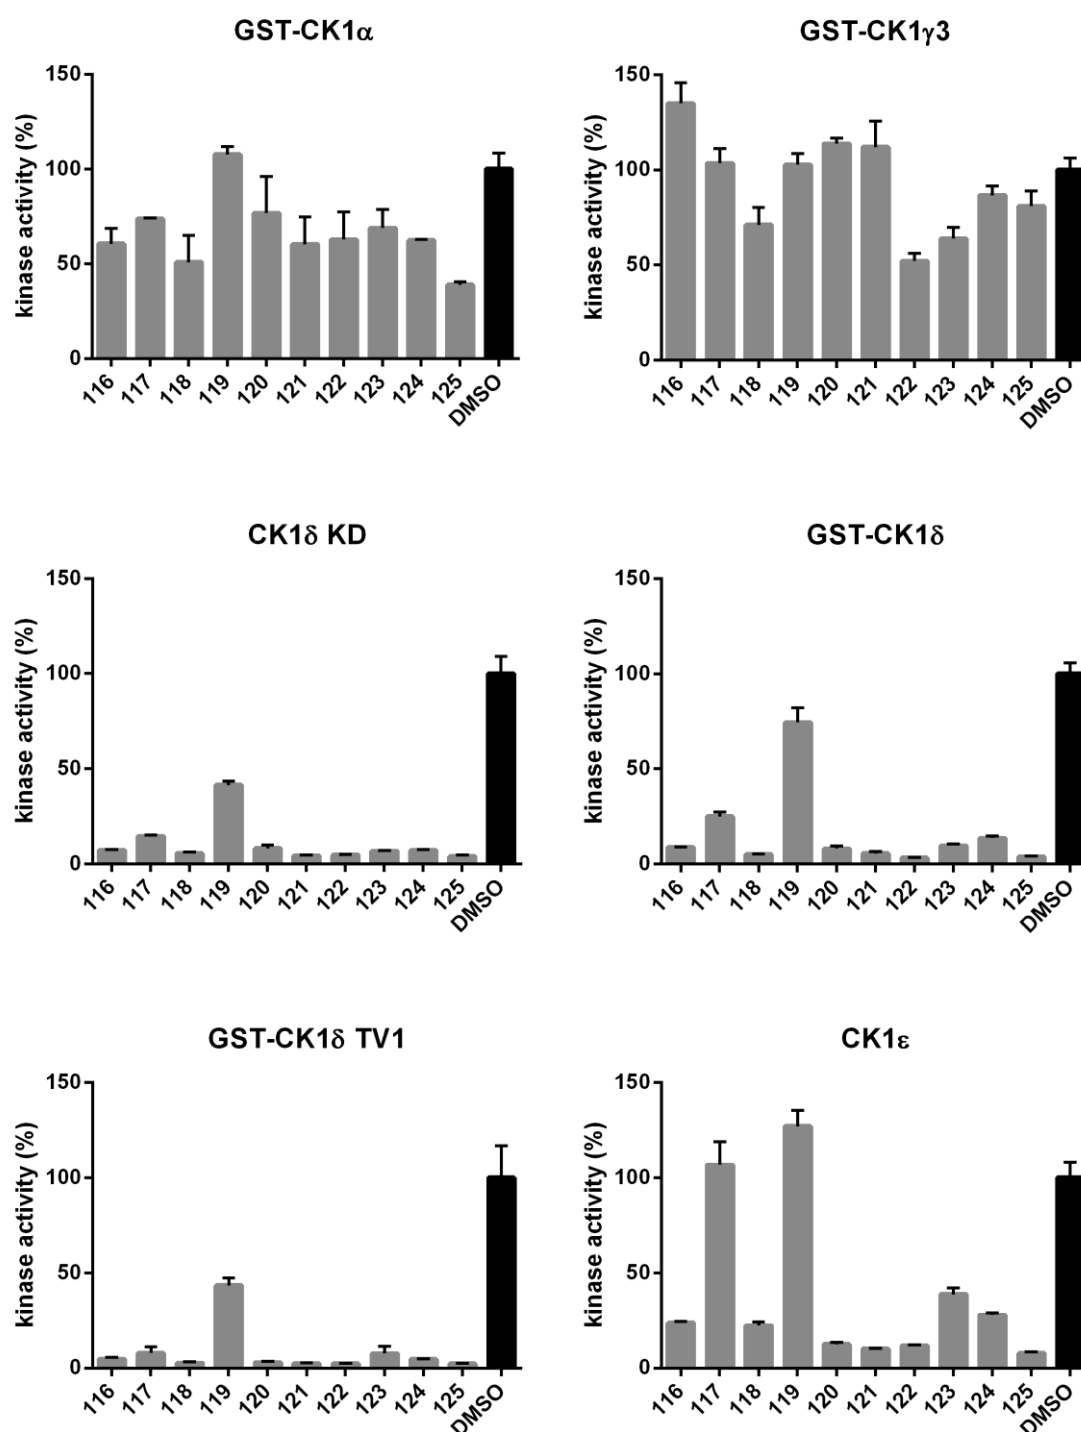 GST-CK1α
kinase activity (%)
150
100
50
0
116 117 118 119 120 121 122 123 124 125 DMSO
GST-CK1γ3
kinase activity (%)
150
100
50
0
116 117 118 119 120 121 122 123 124 125 DMSO
CK1δ KD
kinase activity (%)
150
100
50
0
116 117 118 119 120 121 122 123 124 125 DMSO
GST-CK1δ
kinase activity (%)
150
100
50
0
116 117 118 119 120 121 122 123 124 125 DMSO
GST-CK1δ TV1
kinase activity (%)
150
100
50
0
116 117 118 119 120 121 122 123 124 125 DMSO
CK1ε
kinase activity (%)
150
100
50
0
116 117 118 119 120 121 122 123 124 125 DMSO